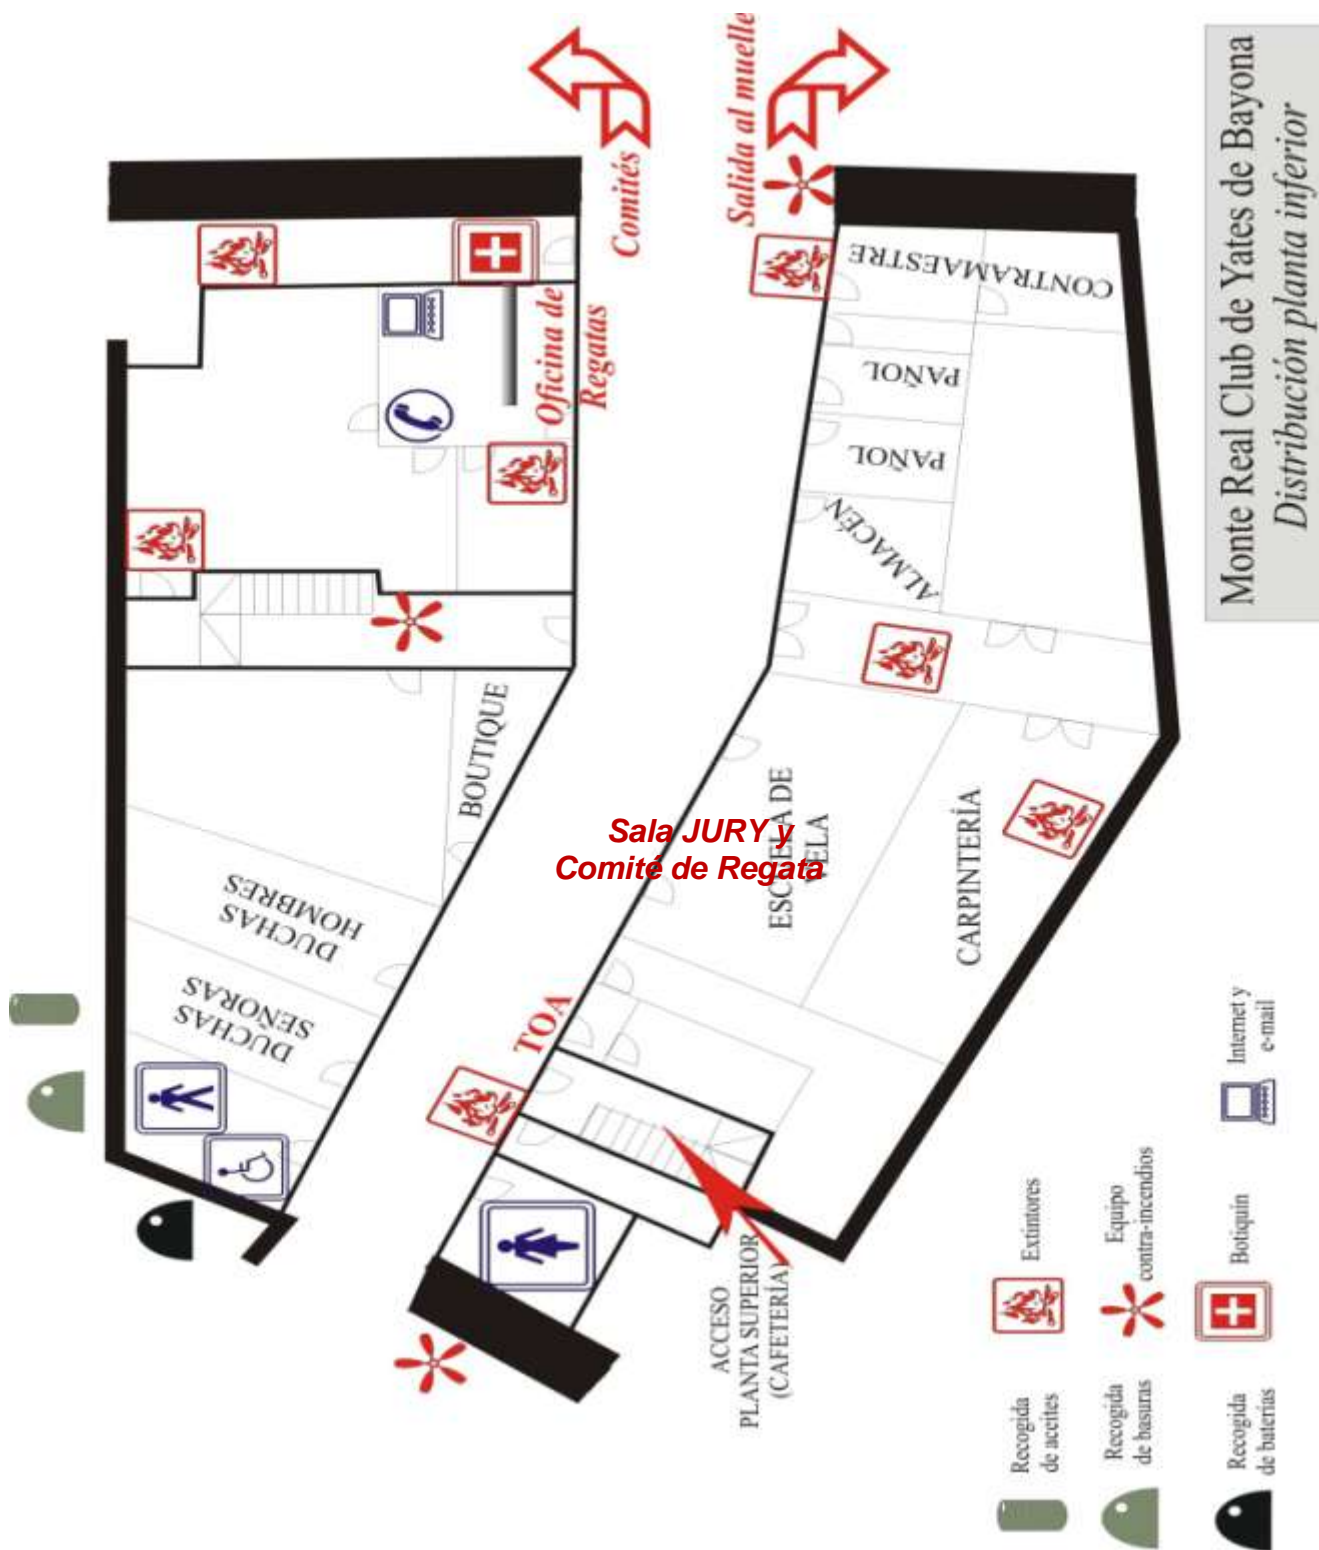 Monte Real Club de Yates de Bayona
Distribución planta inferior
Comités
Salida al muelle
Oficina de
Regatas
CONTRAMAESTRE
PAÑOL
PAÑOL
ALMACÉN
BOUTIQUE
DUCHAS
HOMBRES
DUCHAS
SEÑORAS
ESCUELA DE
VELA
Sala JURY y
Comité de Regata
CARPINTERÍA
TOA
ACCESO
PLANTA SUPERIOR
(CAFETERÍA)
Recogida
de aceites
Extintores
Recogida
de basuras
Equipo
contra-incendios
Recogida
de baterias
Botiquín
Internet y
e-mail